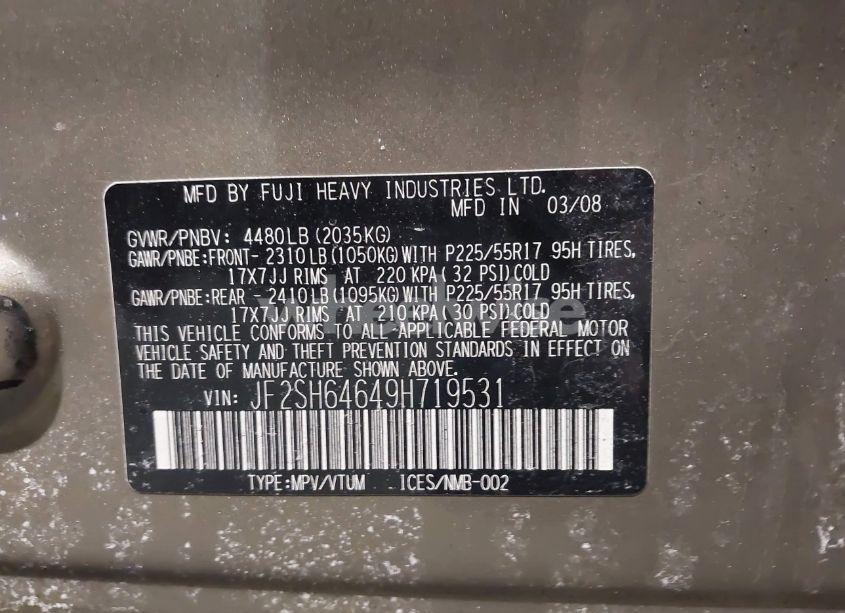 MFD BY FUJI HEAVY INDUSTRIES LTD.
MFD IN 03/08
GVWR/PNBV: 4480LB (2035KG)
GAWR/PNBE:FRONT- 2310LB (1050KG) WITH P225/55R17 95H TIRES,
17X7JJ RIMS AT 220 KPA (32 PSI) COLD
GAWR/PNBE:REAR - 2410LB (1095KG) WITH P225/55R17 95H TIRES,
17X7JJ RIMS AT 210 KPA (30 PSI) COLD
THIS VEHICLE CONFORMS TO ALL APPLICABLE FEDERAL MOTOR
VEHICLE SAFETY AND THEFT PREVENTION STANDARDS IN EFFECT ON
THE DATE OF MANUFACTURE SHOWN ABOVE.
VIN: JF2SH64649H719531
TYPE:MPV/VTUM ICES/NMB-002